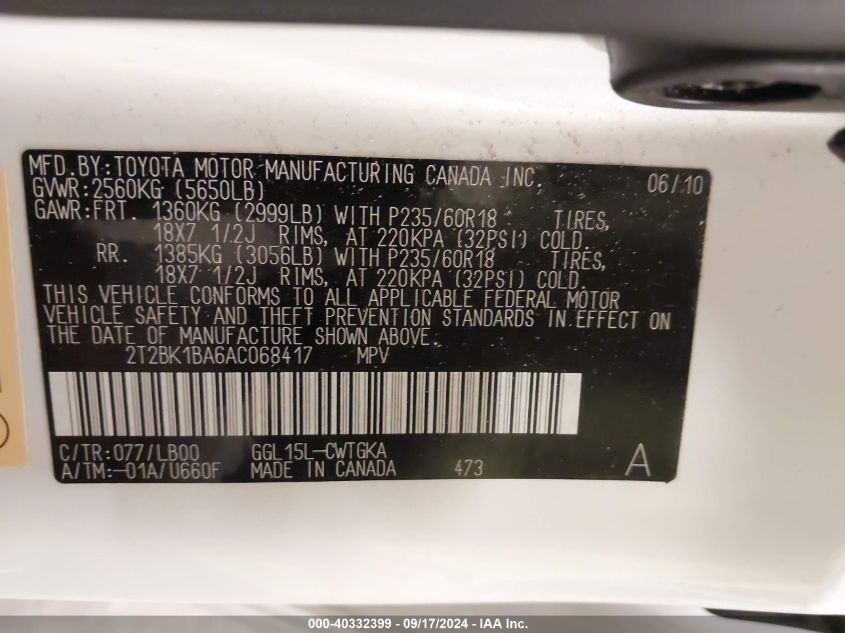 MFD.BY:TOYOTA MOTOR MANUFACTURING CANADA INC. 06/10
GVWR:2560KG (5650LB)
GAWR:FRT. 1360KG (2999LB) WITH P235/60R18 TIRES,
18X7 1/2J RIMS, AT 220KPA (32PSI) COLD.
RR. 1385KG (3056LB) WITH P235/60R18 TIRES,
18X7 1/2J RIMS, AT 220KPA (32PSI) COLD.
THIS VEHICLE CONFORMS TO ALL APPLICABLE FEDERAL MOTOR
VEHICLE SAFETY AND THEFT PREVENTION STANDARDS IN EFFECT ON
THE DATE OF MANUFACTURE SHOWN ABOVE.
2T2BK1BA6AC068417 MPV
C/TR:077/LB00 GGL15L-CWTGKA
A/TM:-01A/U660F MADE IN CANADA 473 A
000-40332399 - 09/17/2024 - IAA Inc.